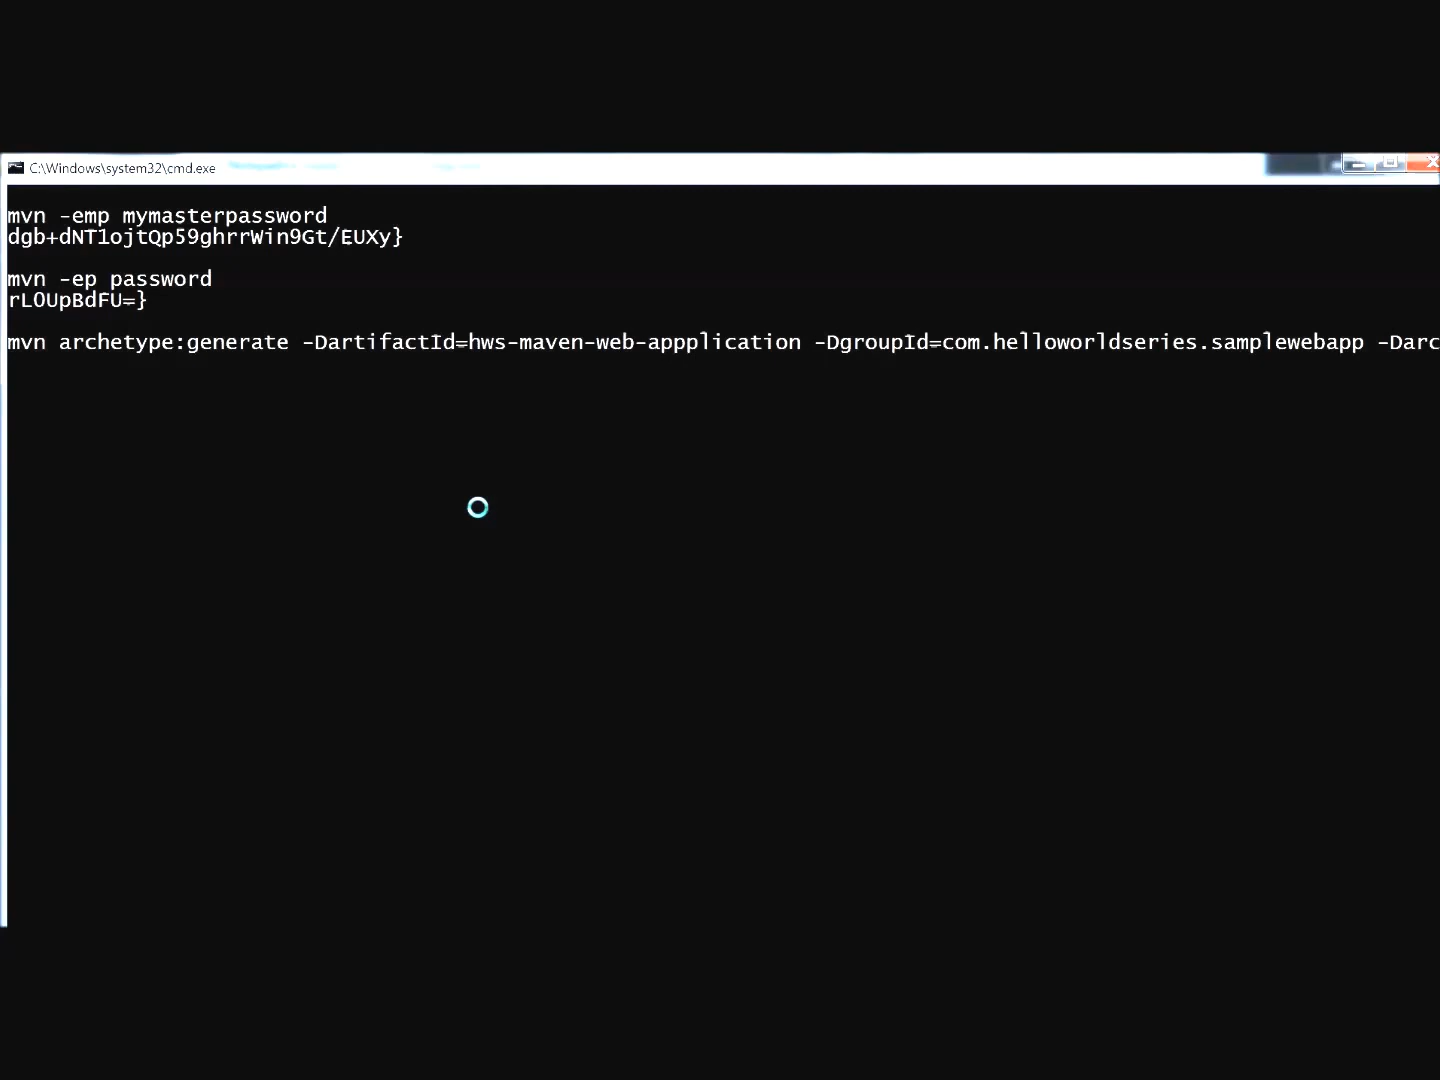 C:\Windows\system32\cmd.exe
mvn -emp mymasterpassword
dgb+dNT1ojtQp59ghrrWin9Gt/EUXy}
mvn -ep password
rLOUpBdFU=}
mvn archetype:generate -DartifactId=hws-maven-web-appplication -DgroupId=com.helloworldseries.samplewebapp -Darc